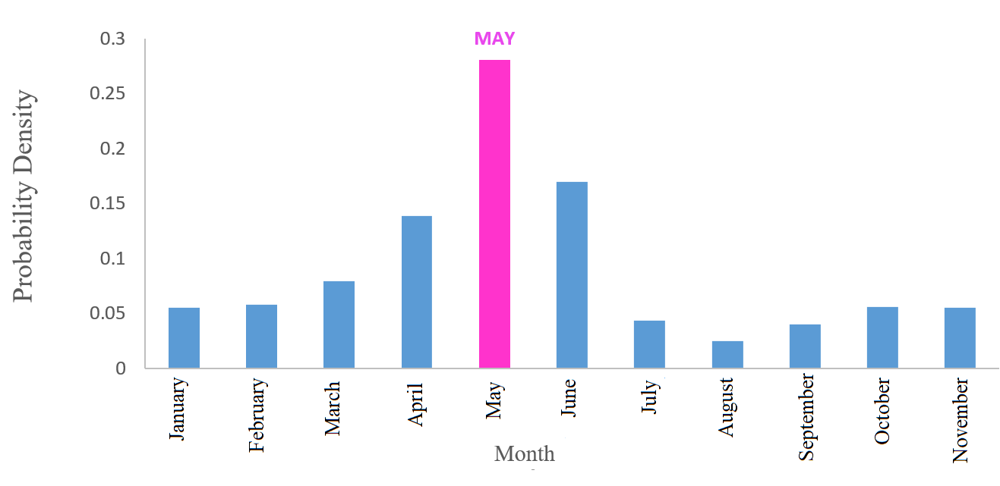 MAY
Probability Density
0.3
0.25
0.2
0.15
0.1
0.05
0
January
February
March
April
May
June
July
August
September
October
November
Month